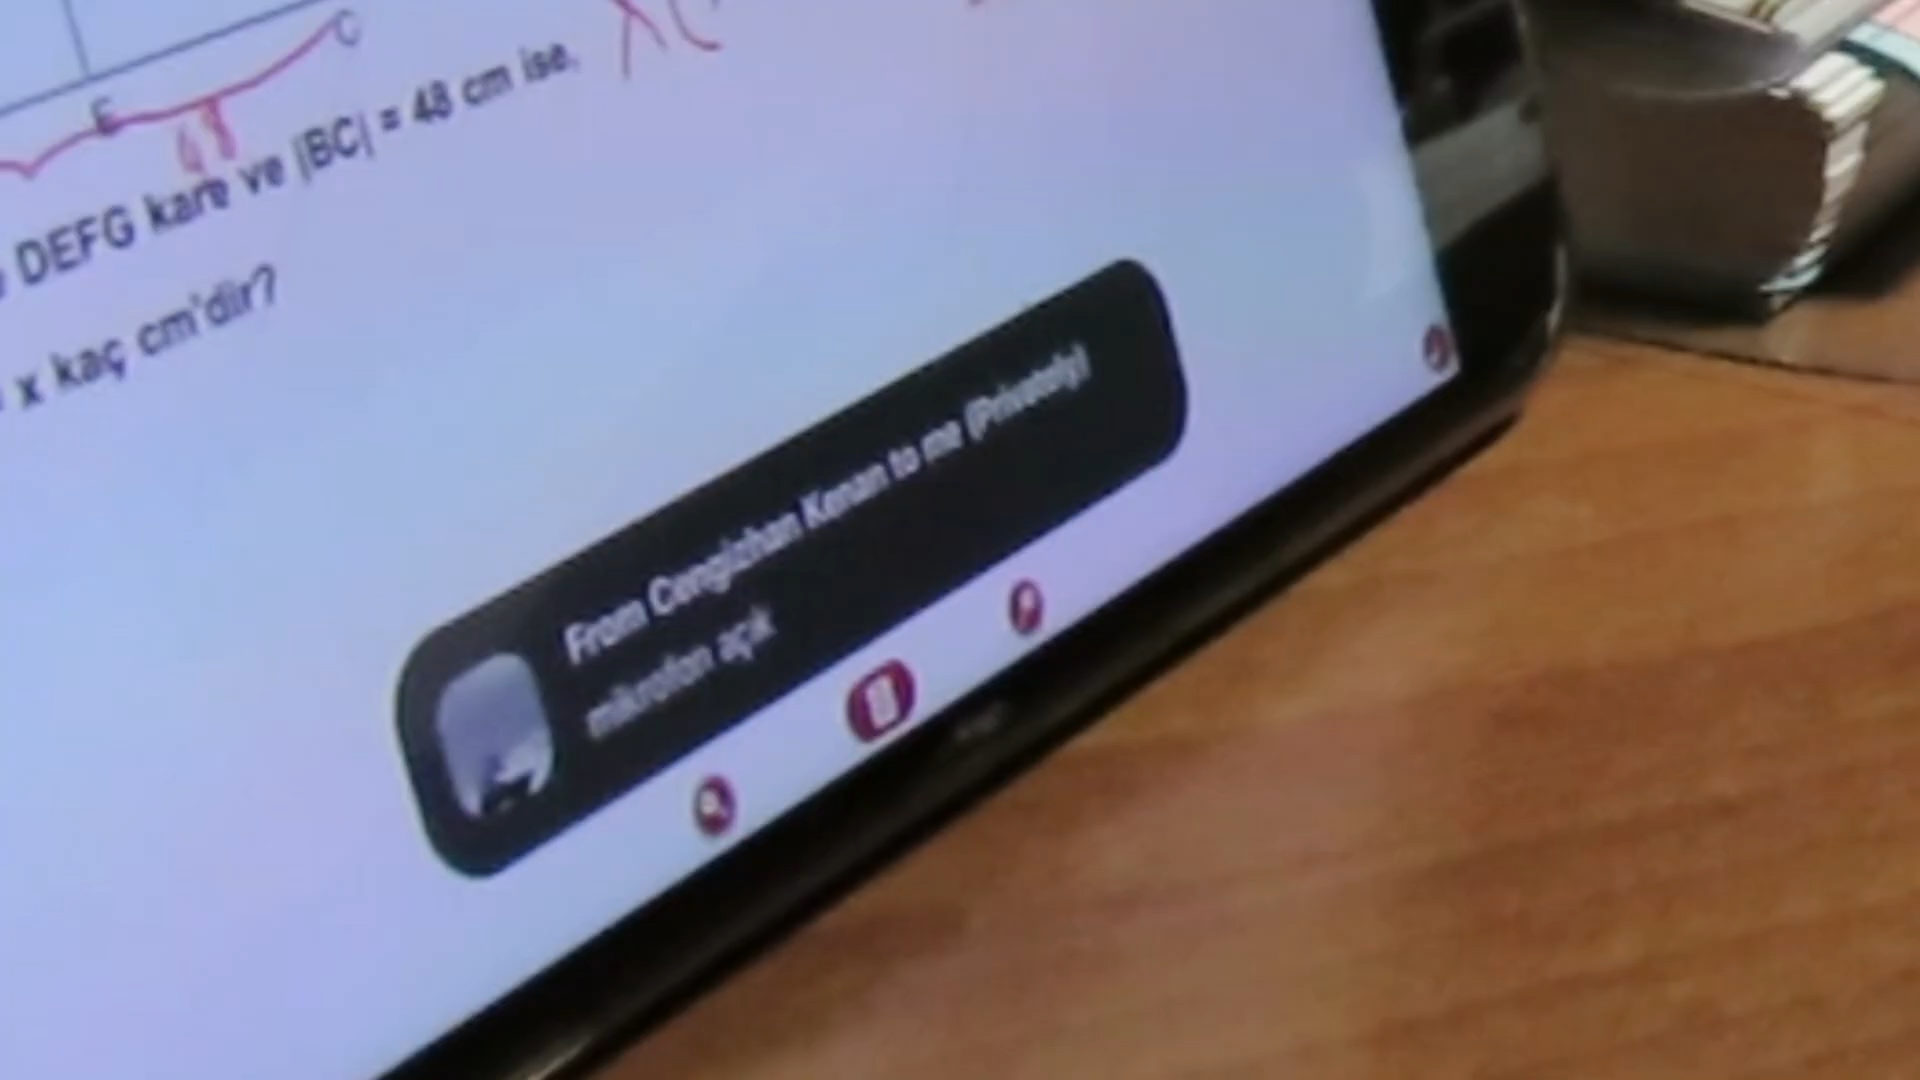 C
E
48
DEFG kare ve |BC| = 48 cm ise,
x kaç cm'dir?
From Cengizhan Kenan to me (Privately)
mikrofon açık